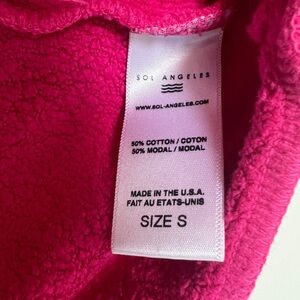 SOL ANGELES
WWW.SOL-ANGELES.COM
50% COTTON / COTON
50% MODAL / MODAL
MADE IN THE U.S.A.
FAIT AU ETATS-UNIS
SIZE S